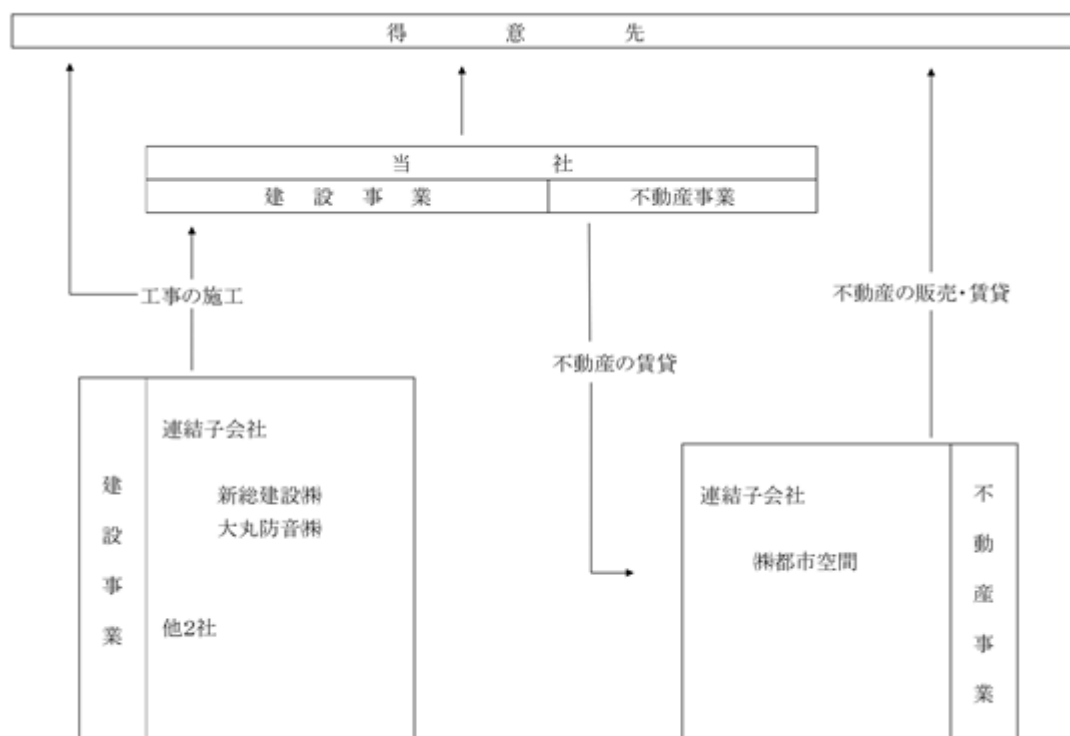 得意先
当社
建設事業 不動産事業
工事の施工
不動産の販売・賃貸
不動産の賃貸
建設事業
連結子会社
新総建設㈱
大丸防音㈱
他2社
連結子会社
㈱都市空間
不動産事業